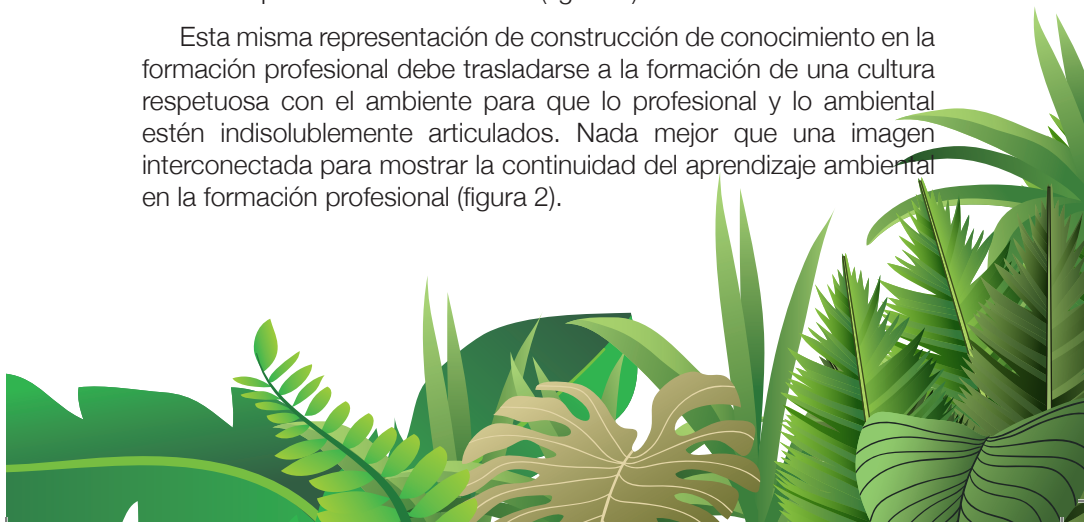 Esta misma representación de construcción de conocimiento en la
formación profesional debe trasladarse a la formación de una cultura
respetuosa con el ambiente para que lo profesional y lo ambiental
estén indisolublemente articulados. Nada mejor que una imagen
interconectada para mostrar la continuidad del aprendizaje ambiental
en la formación profesional (figura 2).